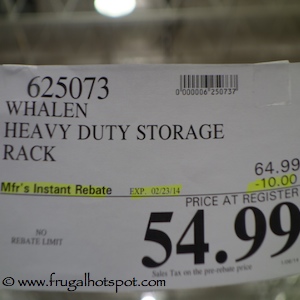 625073
0000006250737
WHALEN
HEAVY DUTY STORAGE
RACK
64.99
Mfr's Instant Rebate EXP. 02/23/14 -10.00
PRICE AT REGISTER
NO
REBATE LIMIT
54.99
Sales Tax on the pre-rebate price
www.frugalhotspot.com